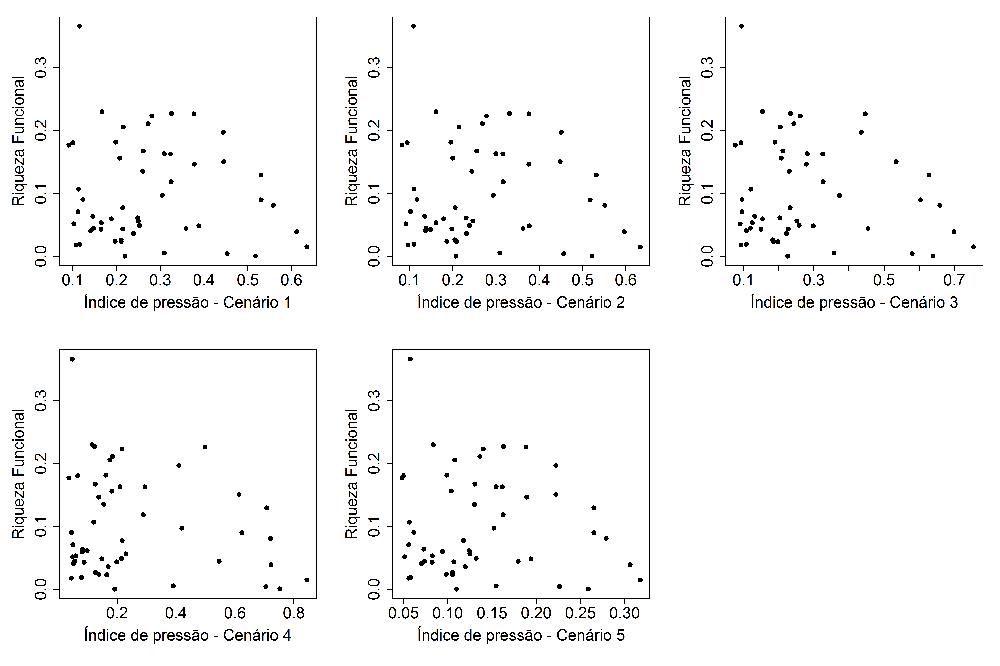 Riqueza Funcional
0.3
0.2
0.1
0.0
0.1 0.2 0.3 0.4 0.5 0.6
Índice de pressão - Cenário 1
Riqueza Funcional
0.3
0.2
0.1
0.0
0.1 0.2 0.3 0.4 0.5 0.6
Índice de pressão - Cenário 2
Riqueza Funcional
0.3
0.2
0.1
0.0
0.1 0.3 0.5 0.7
Índice de pressão - Cenário 3
Riqueza Funcional
0.3
0.2
0.1
0.0
0.2 0.4 0.6 0.8
Índice de pressão - Cenário 4
Riqueza Funcional
0.3
0.2
0.1
0.0
0.05 0.10 0.15 0.20 0.25 0.30
Índice de pressão - Cenário 5